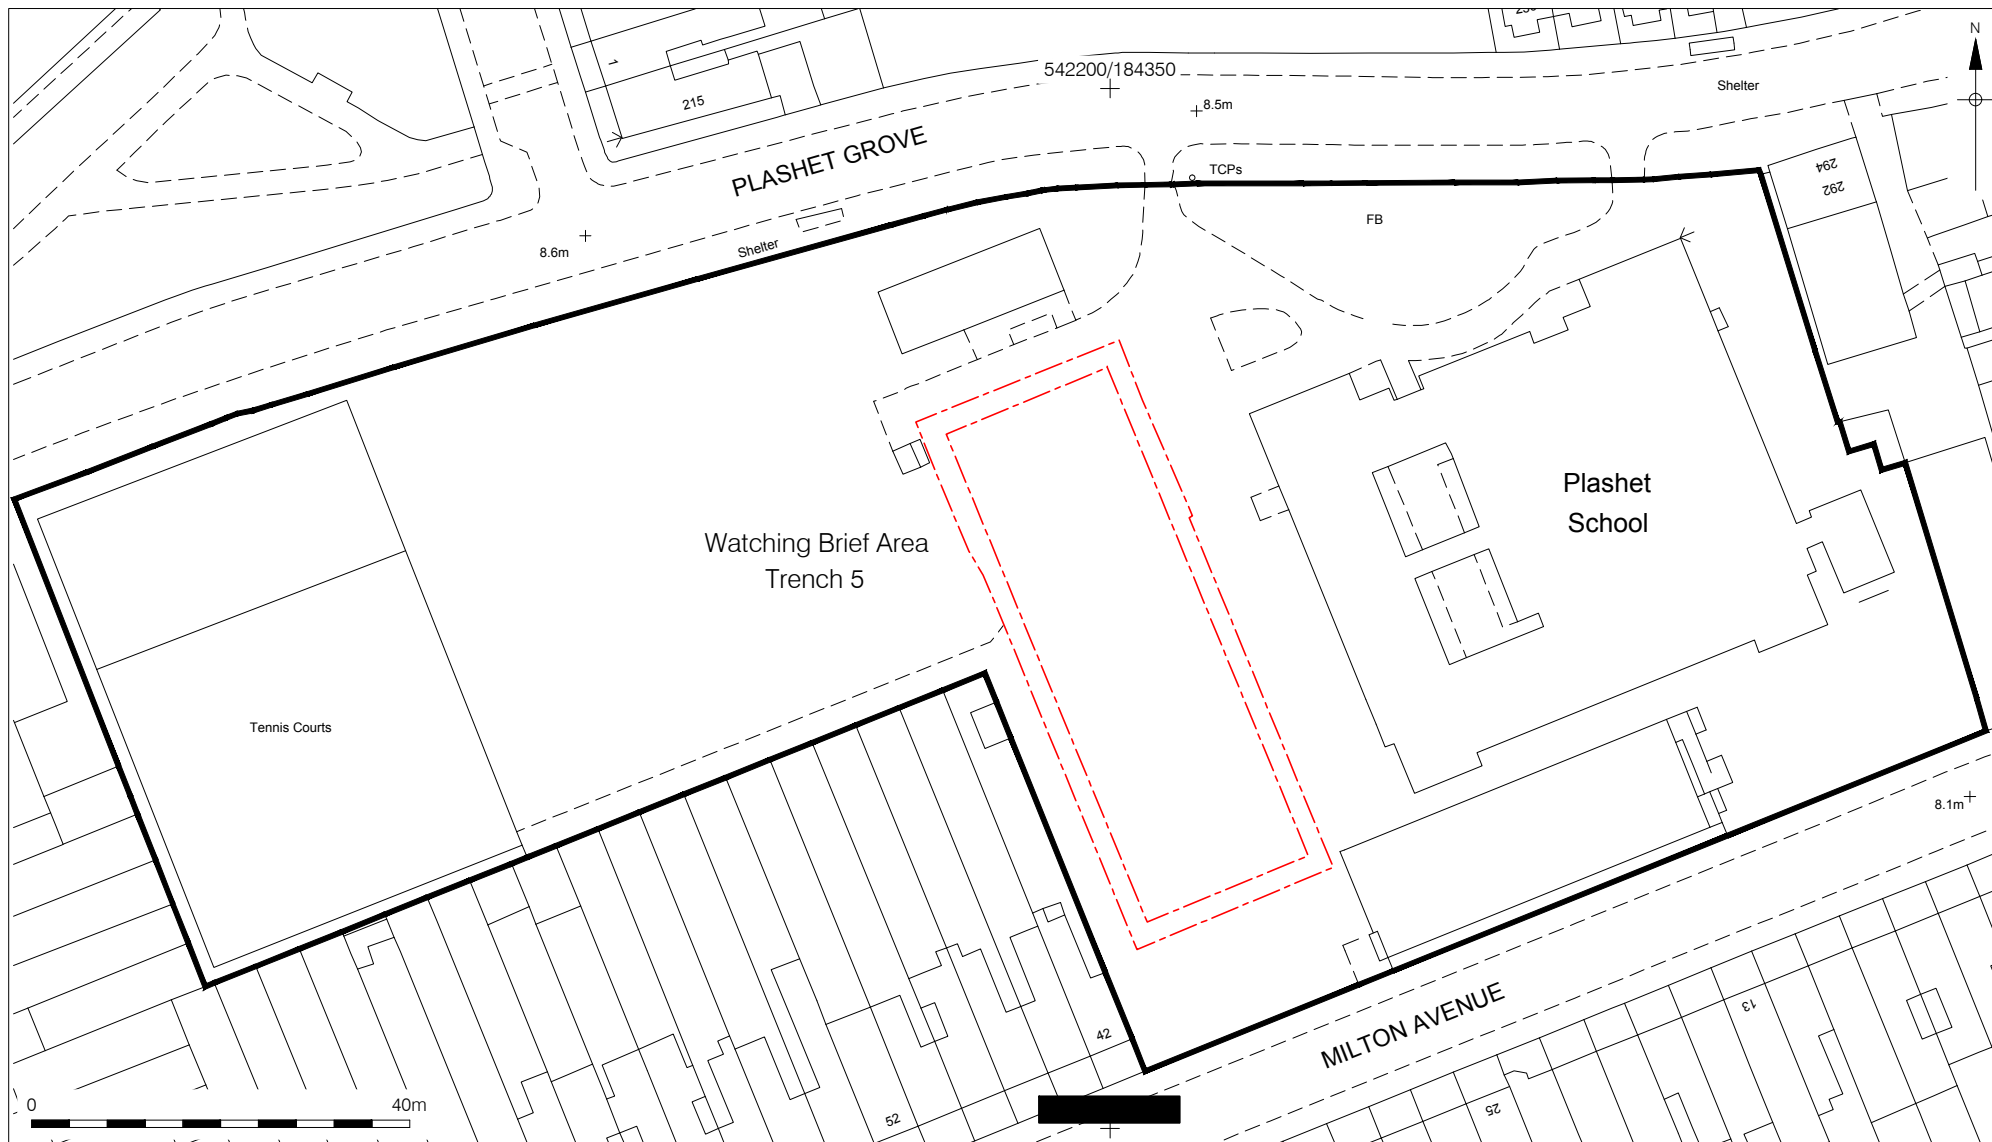 N
542200/184350
Shelter
1
215
8.5m
PLASHET GROVE
TCPs
294
292
FB
8.6m
Shelter
Plashet
School
Watching Brief Area
Trench 5
Tennis Courts
8.1m
MILTON AVENUE
13
42
25
52
0
40m